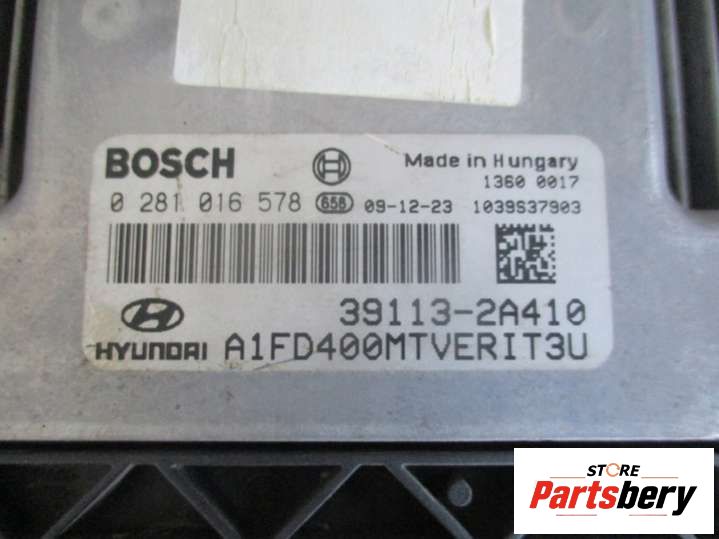 BOSCH
Made in Hungary
1360 0017
0 281 016 578 658 09-12-23 1039S37903
39113-2A410
HYUNDAI A1FD400MTVERIT3U
STORE
Partsbery